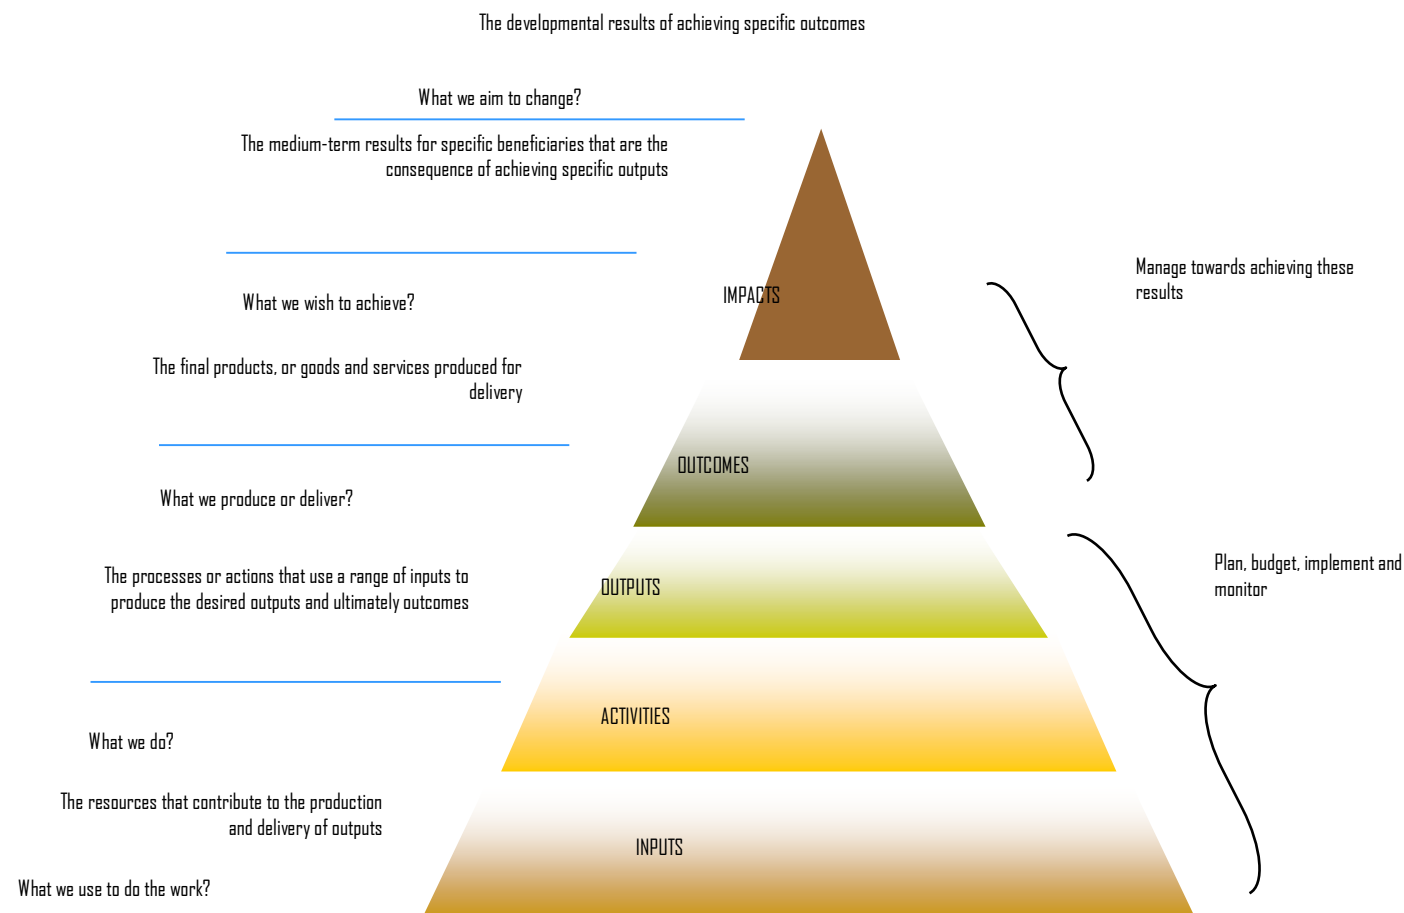 The developmental results of achieving specific outcomes
What we aim to change?
The medium-term results for specific beneficiaries that are the
consequence of achieving specific outputs
Manage towards achieving these
results
IMPACTS
What we wish to achieve?
The final products, or goods and services produced for
delivery
OUTCOMES
What we produce or deliver?
Plan, budget, implement and
monitor
The processes or actions that use a range of inputs to
produce the desired outputs and ultimately outcomes
OUTPUTS
ACTIVITIES
What we do?
The resources that contribute to the production
and delivery of outputs
INPUTS
What we use to do the work?